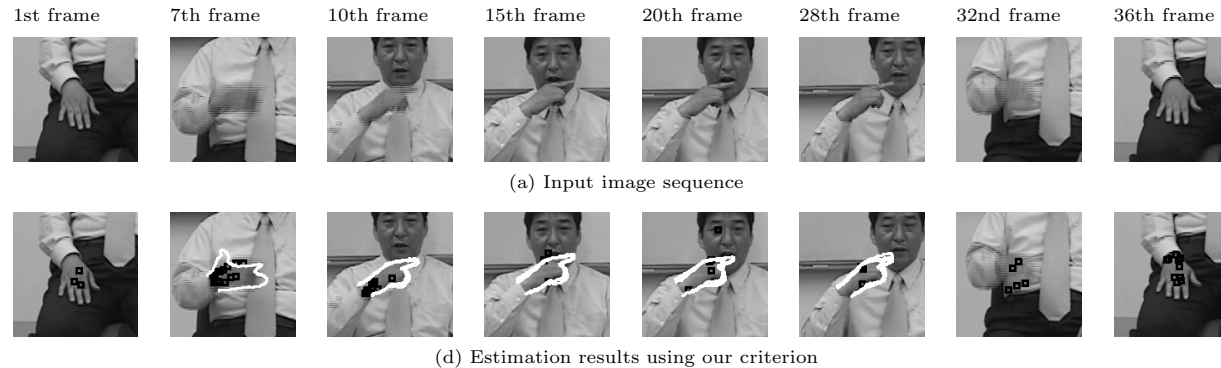 1st frame 7th frame 10th frame 15th frame 20th frame 28th frame 32nd frame 36th frame
(a) Input image sequence
(d) Estimation results using our criterion